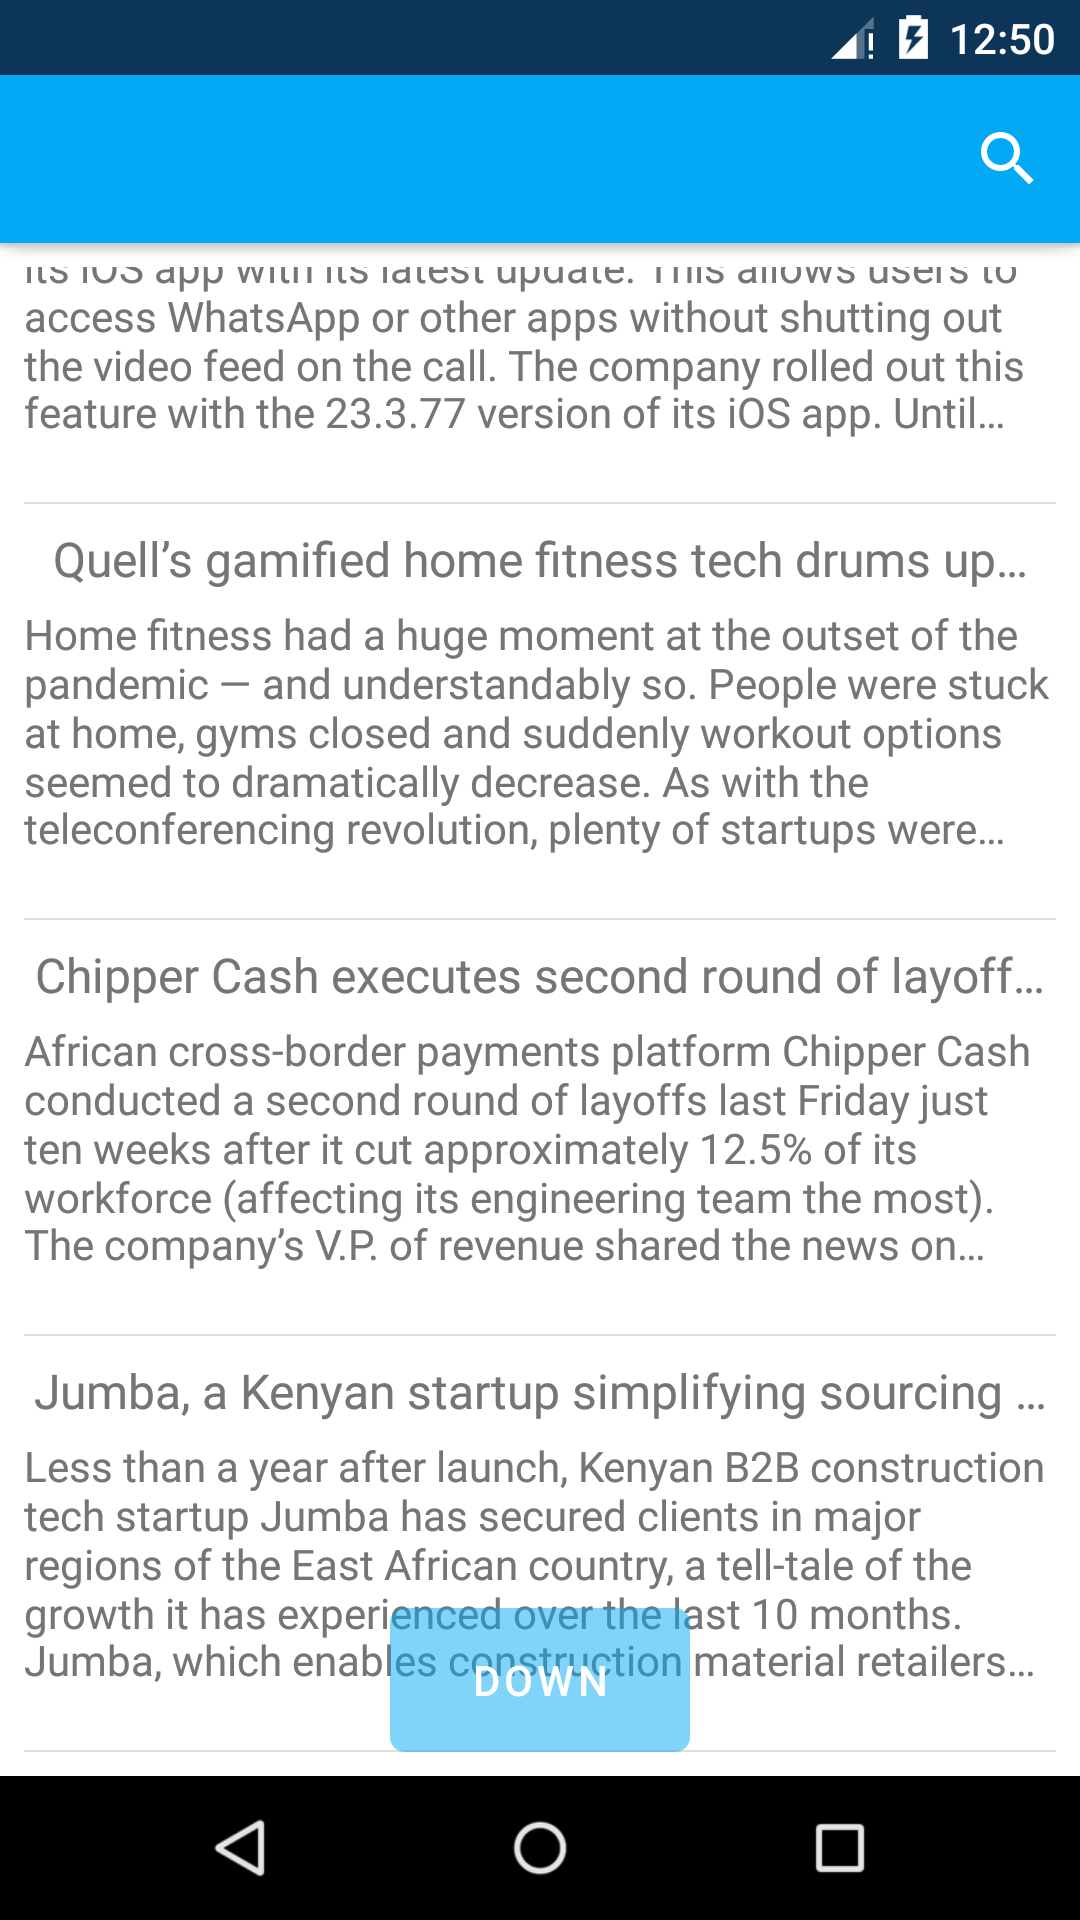 12:50
its iOS app with its latest update. This allows users to
access WhatsApp or other apps without shutting out
the video feed on the call. The company rolled out this
feature with the 23.3.77 version of its iOS app. Until…
Quell’s gamified home fitness tech drums up…
Home fitness had a huge moment at the outset of the
pandemic — and understandably so. People were stuck
at home, gyms closed and suddenly workout options
seemed to dramatically decrease. As with the
teleconferencing revolution, plenty of startups were…
Chipper Cash executes second round of layoff…
African cross-border payments platform Chipper Cash
conducted a second round of layoffs last Friday just
ten weeks after it cut approximately 12.5% of its
workforce (affecting its engineering team the most).
The company’s V.P. of revenue shared the news on…
Jumba, a Kenyan startup simplifying sourcing …
Less than a year after launch, Kenyan B2B construction
tech startup Jumba has secured clients in major
regions of the East African country, a tell-tale of the
growth it has experienced over the last 10 months.
Jumba, which enables construction material retailers…
DOWN